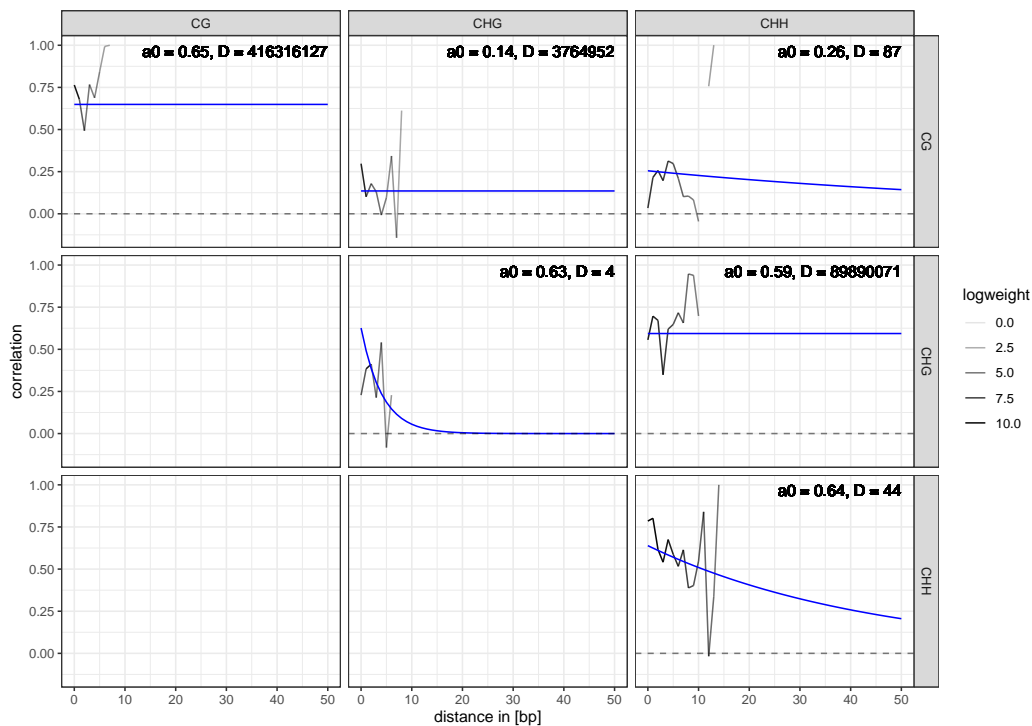 CG
CHG
CHH
a0 = 0.65, D = 416316127
a0 = 0.14, D = 3764952
a0 = 0.26, D = 87
CG
1.00
0.75
0.50
0.25
0.00
a0 = 0.63, D = 4
a0 = 0.59, D = 89890071
CHG
1.00
0.75
0.50
0.25
0.00
correlation
a0 = 0.64, D = 44
CHH
1.00
0.75
0.50
0.25
0.00
0 10 20 30 40 50
0 10 20 30 40 50
0 10 20 30 40 50
distance in [bp]
logweight
0.0
2.5
5.0
7.5
10.0